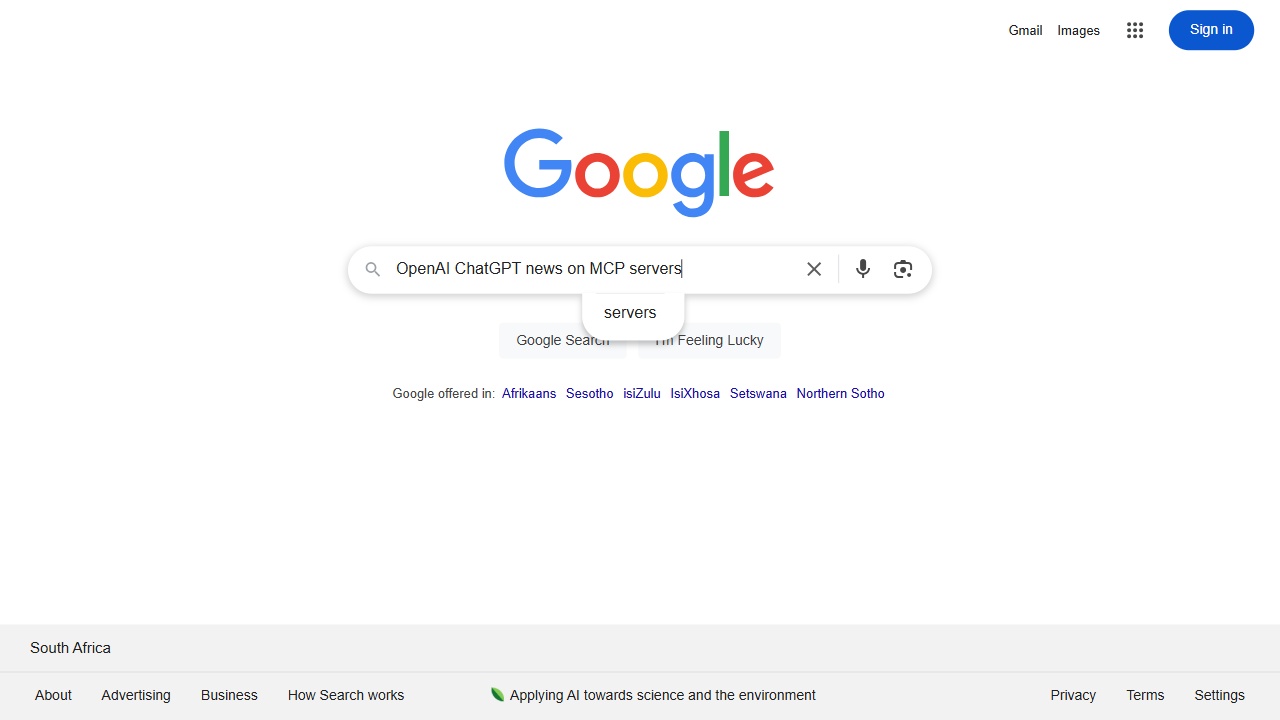 Gmail Images Sign in
Google
OpenAI ChatGPT news on MCP servers
servers
Google Search I'm Feeling Lucky
Google offered in: Afrikaans Sesotho isiZulu IsiXhosa Setswana Northern Sotho
South Africa
About Advertising Business How Search works Applying AI towards science and the environment Privacy Terms Settings